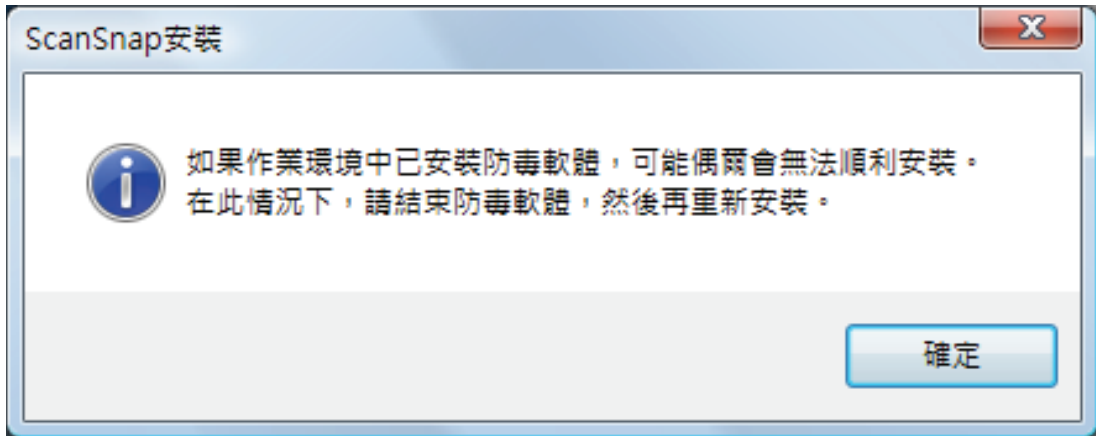 ScanSnap安裝
如果作業環境中已安裝防毒軟體，可能偶爾會無法順利安裝。
在此情況下，請結束防毒軟體，然後再重新安裝。
確定